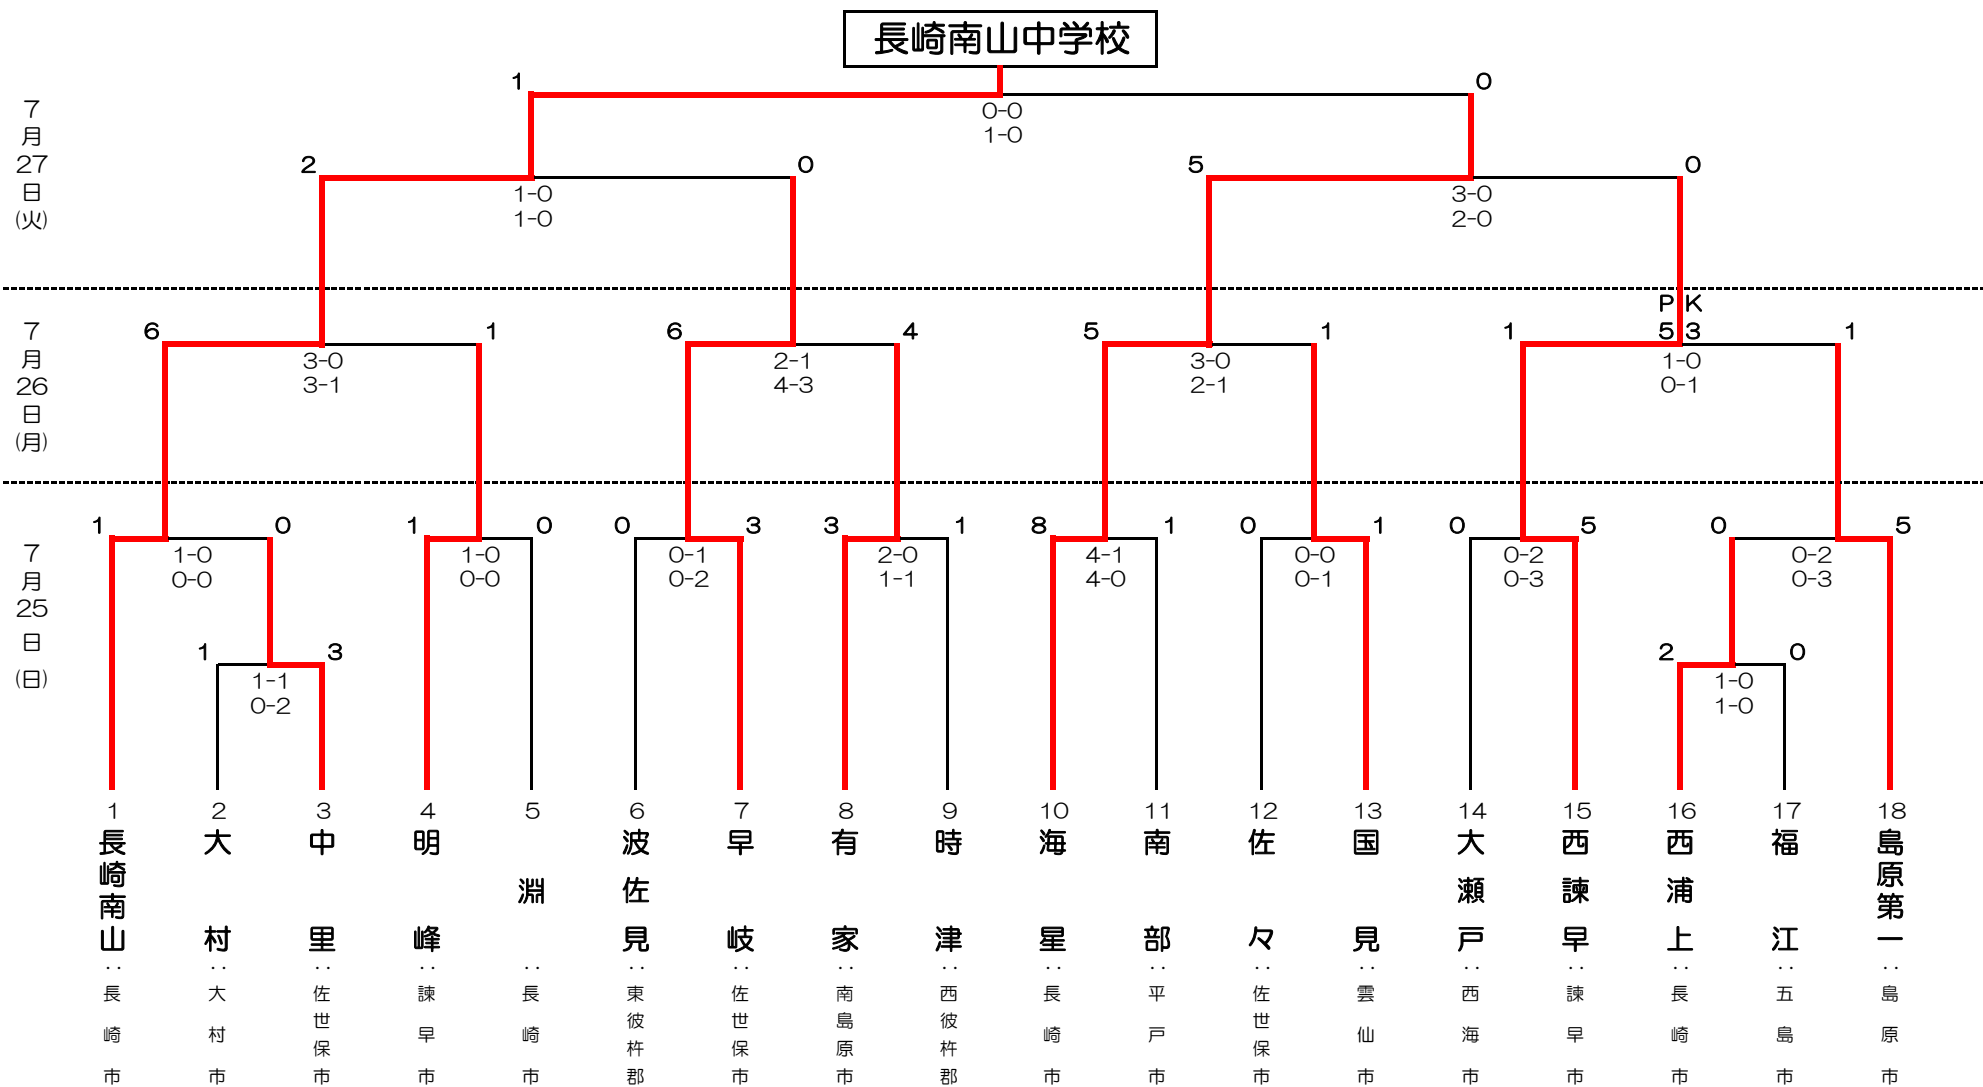 長崎南山中学校
1 0
0-0
1-0
7月27日(火)
2 0 5 0
1-0 3-0
1-0 2-0
PK
7月26日(月)
6 1 6 4 5 1 1 53 1
3-0 2-1 3-0 1-0
3-1 4-3 2-1 0-1
7月25日(日)
1 0 1 0 0 3 3 1 8 1 0 1 0 5 0 5
1-0 1-0 0-1 2-0 4-1 0-0 0-2 0-2
0-0 0-0 0-2 1-1 4-0 0-1 0-3 0-3
1 3 2 0
1-1 1-0
0-2 1-0
1 長崎南山：長崎市
2 大村：大村市
3 中里：佐世保市
4 明峰：諫早市
5 淵：長崎市
6 波佐見：東彼杵郡
7 早岐：佐世保市
8 有家：南島原市
9 時津：西彼杵郡
10 海星：長崎市
11 南部：平戸市
12 佐々：佐世保市
13 国見：雲仙市
14 大瀬戸：西海市
15 西諫早：諫早市
16 西浦上：長崎市
17 福江：五島市
18 島原第一：島原市